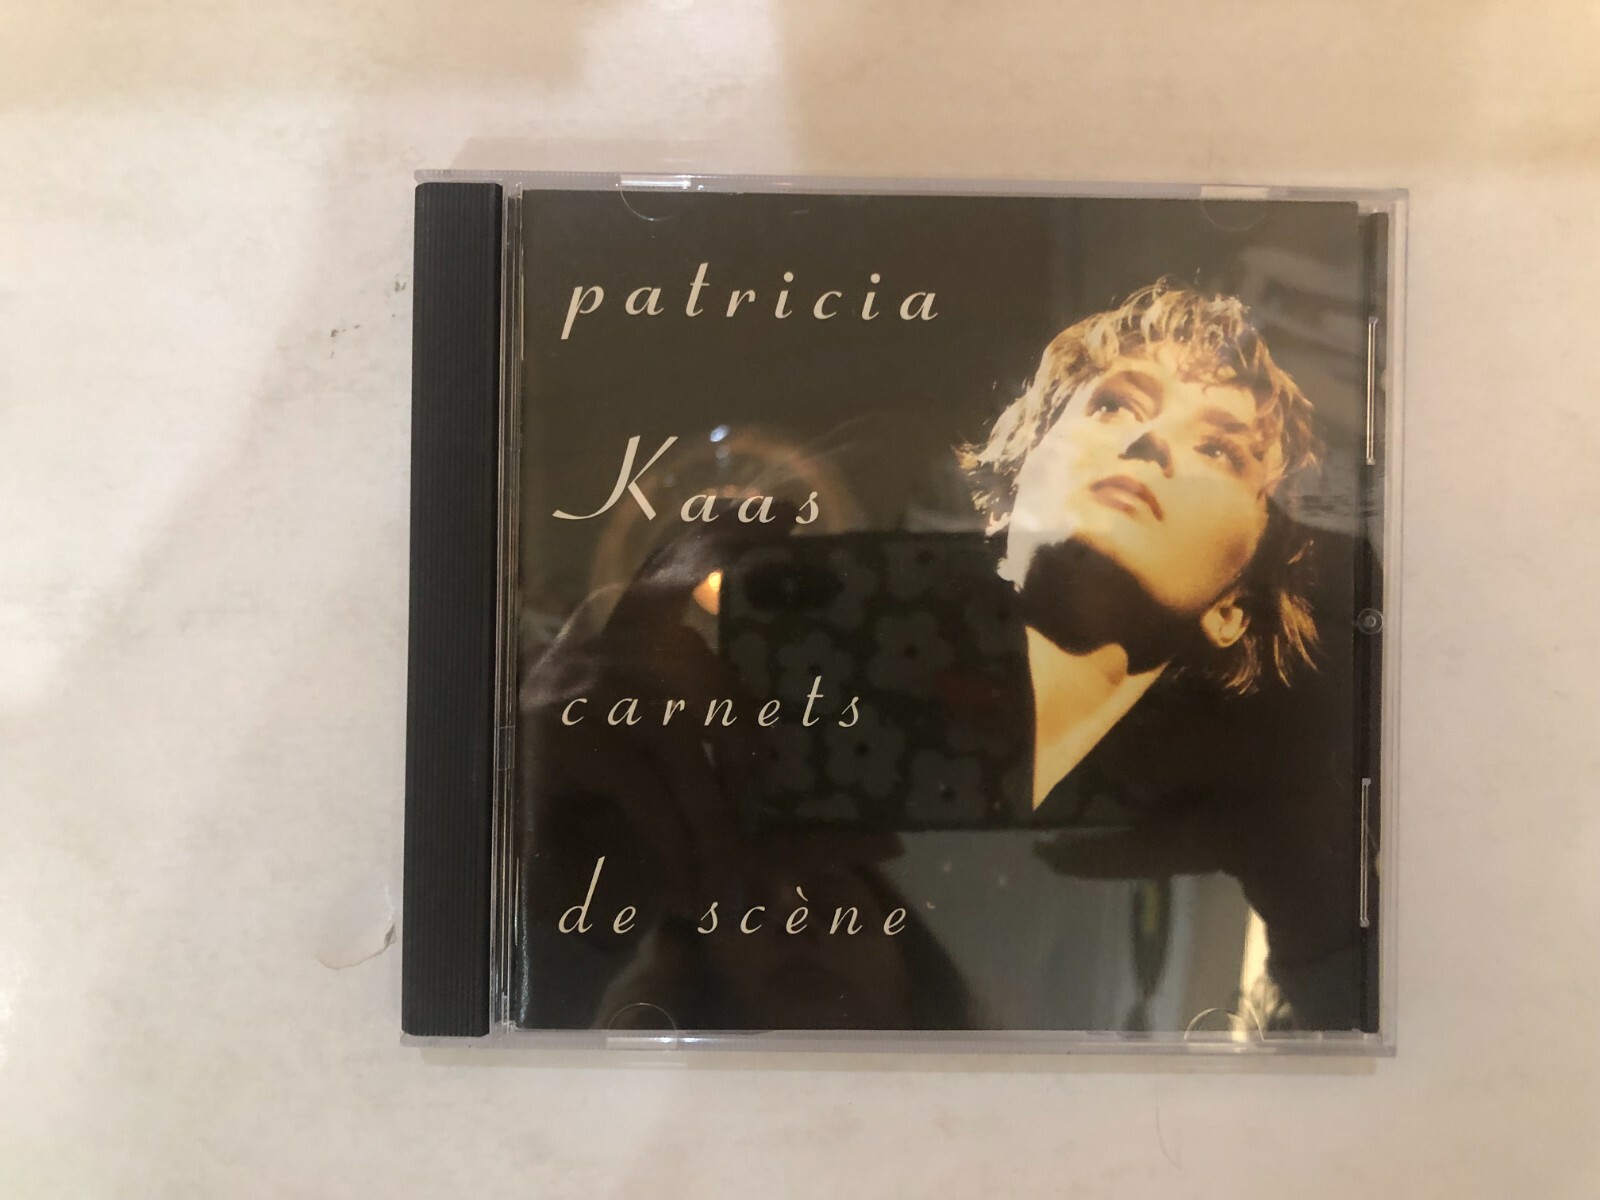 patricia
Kaas
carnets
de scène